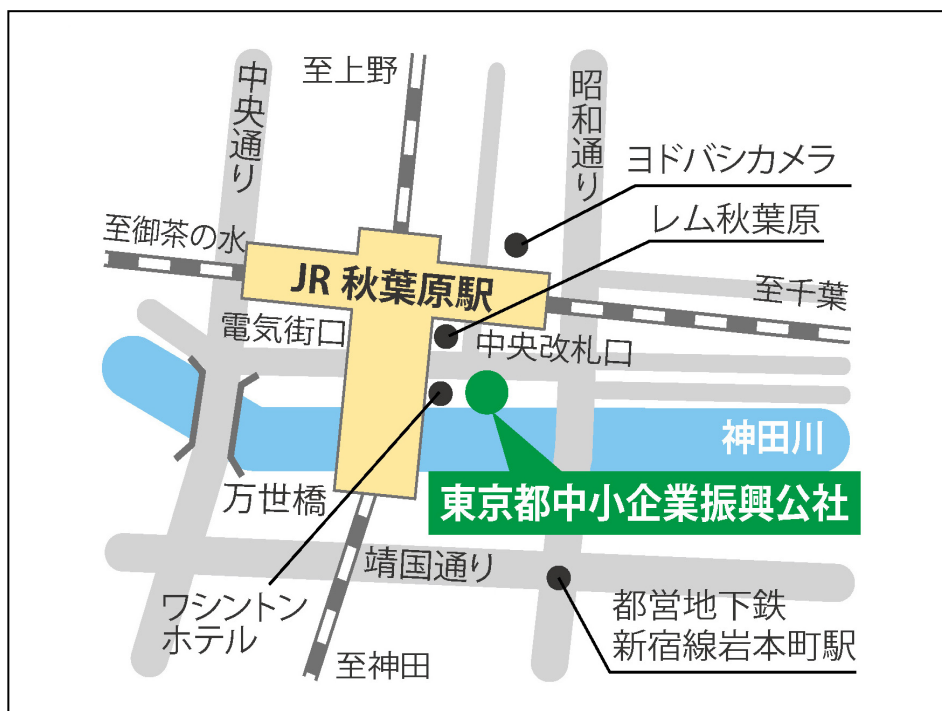 至上野
中央通り
昭和通り
ヨドバシカメラ
レム秋葉原
至御茶の水
JR 秋葉原駅
至千葉
電気街口
中央改札口
神田川
万世橋
東京都中小企業振興公社
靖国通り
ワシントン
ホテル
都営地下鉄
新宿線岩本町駅
至神田